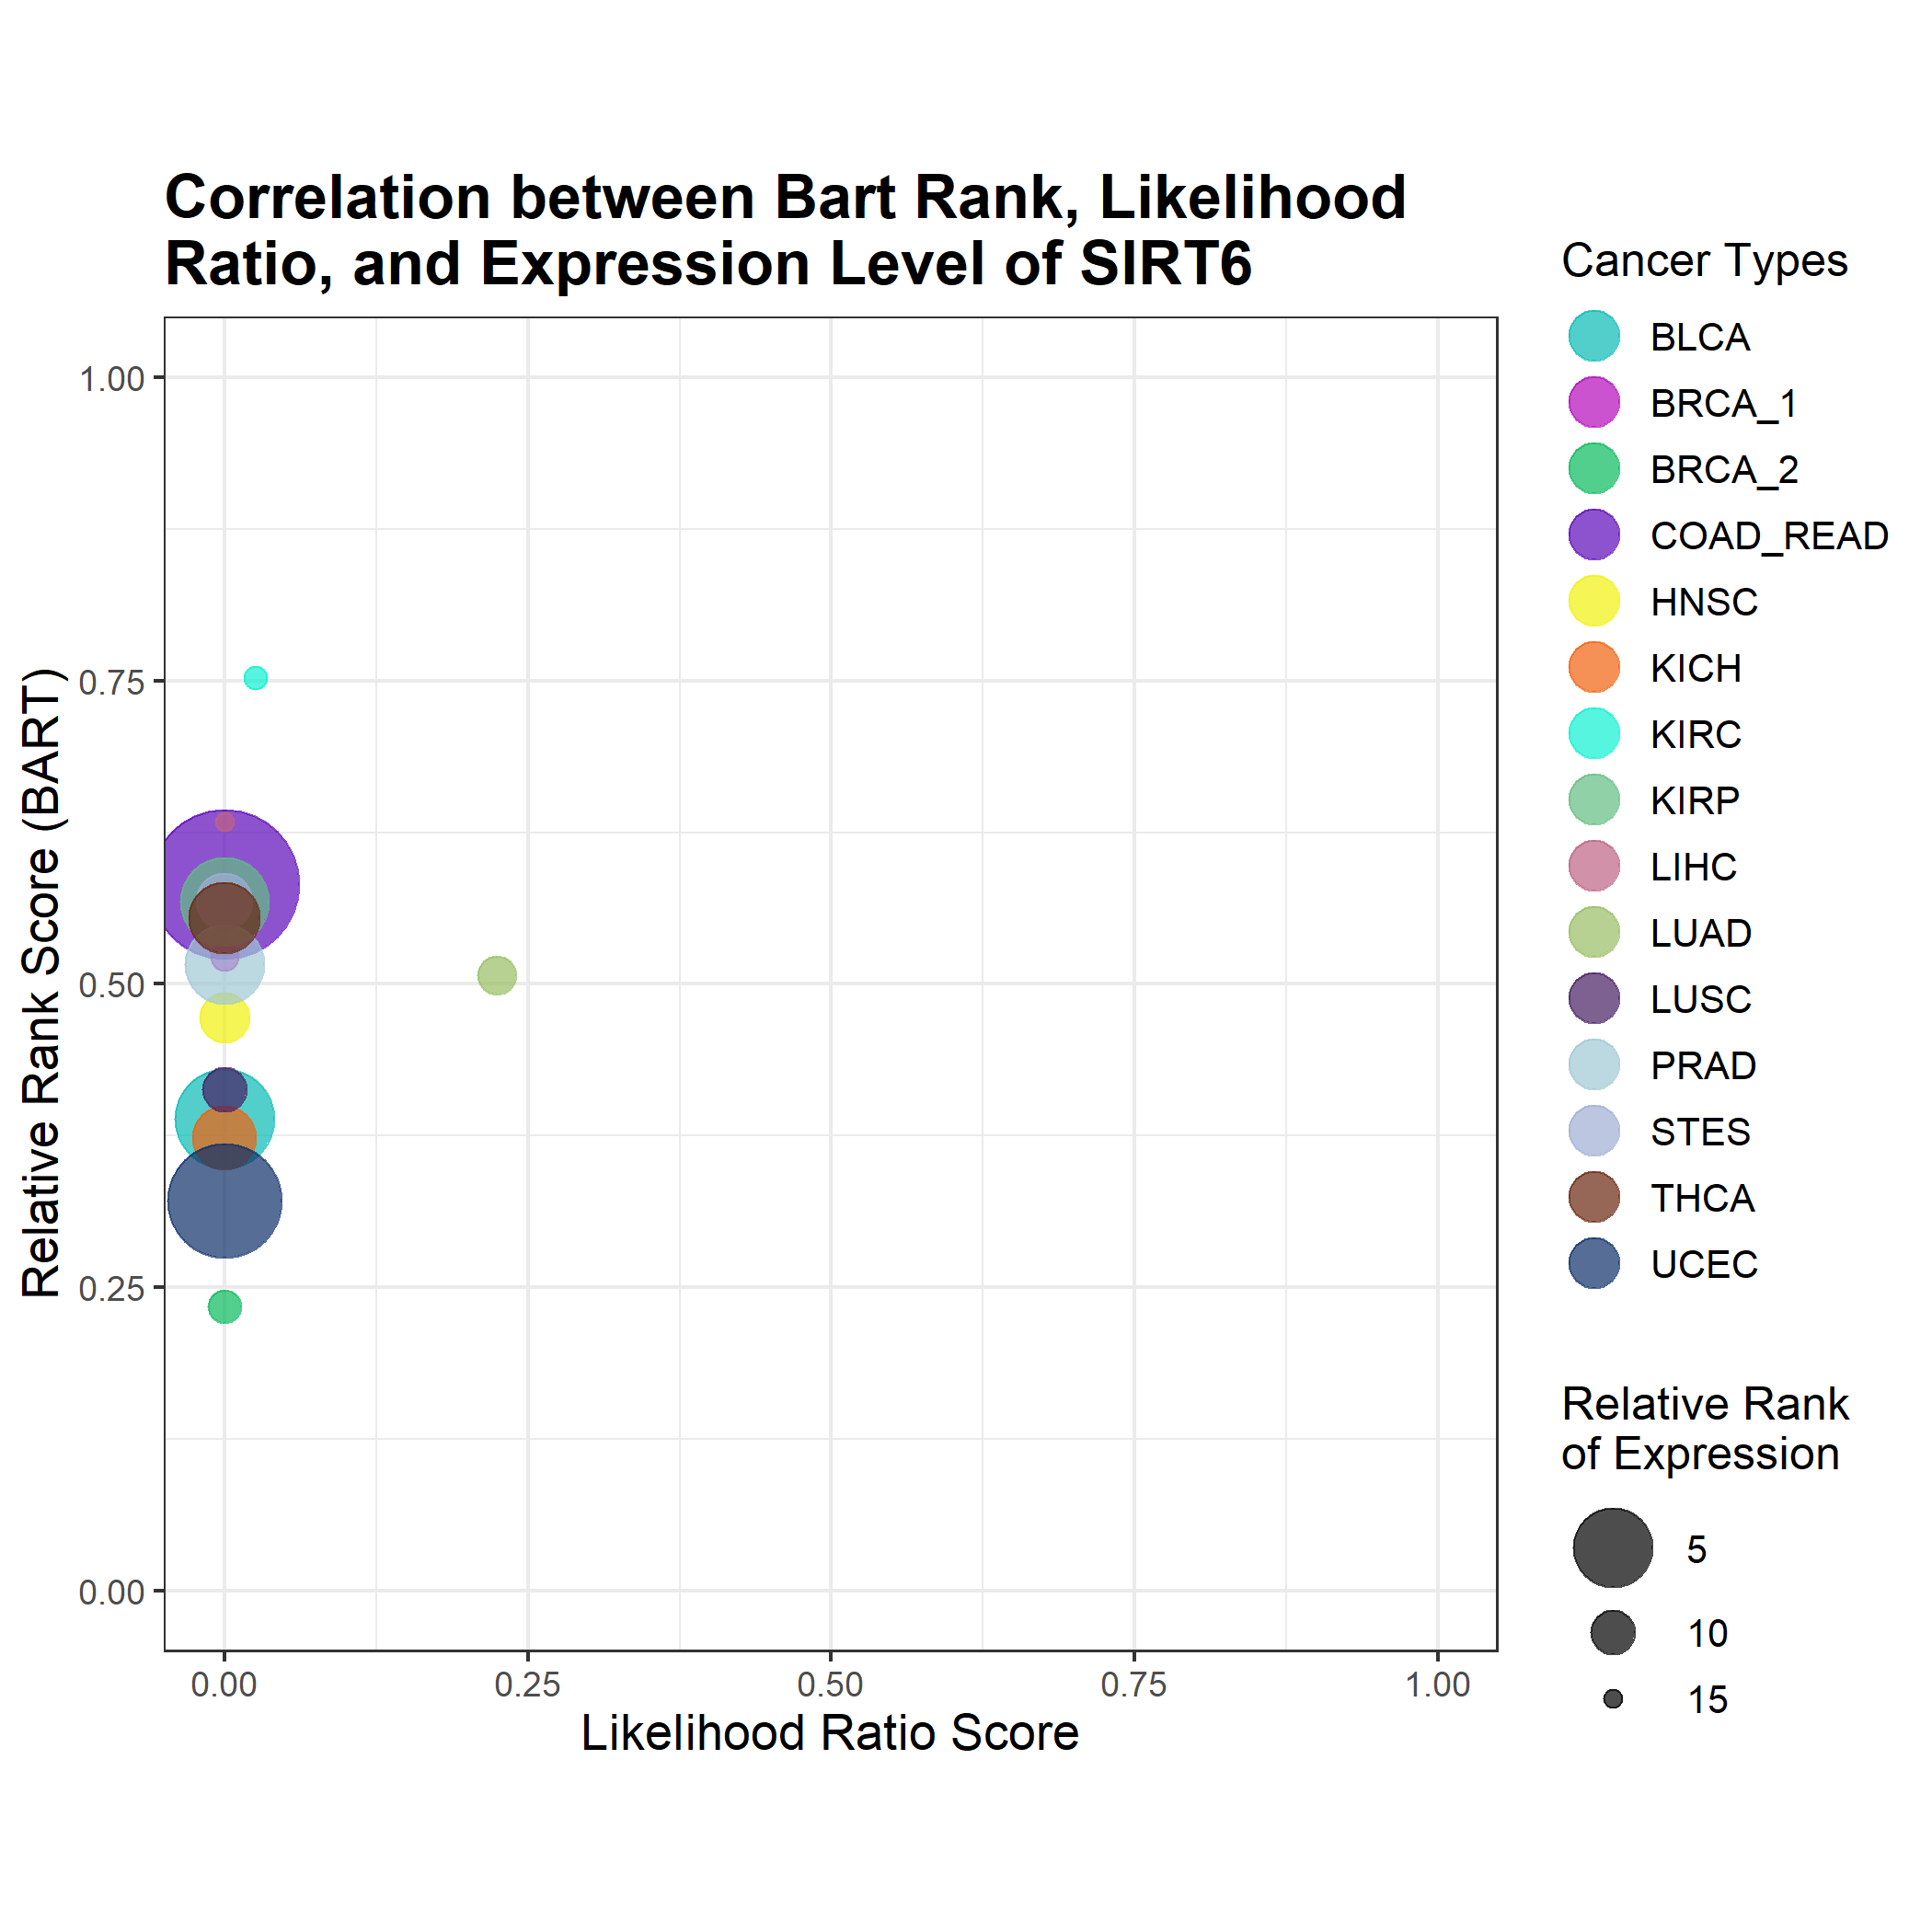 Correlation between Bart Rank, Likelihood
Ratio, and Expression Level of SIRT6
Relative Rank Score (BART)
1.00
0.75
0.50
0.25
0.00
0.00
0.25
0.50
0.75
1.00
Likelihood Ratio Score
Cancer Types
BLCA
BRCA_1
BRCA_2
COAD_READ
HNSC
KICH
KIRC
KIRP
LIHC
LUAD
LUSC
PRAD
STES
THCA
UCEC
Relative Rank
of Expression
5
10
15